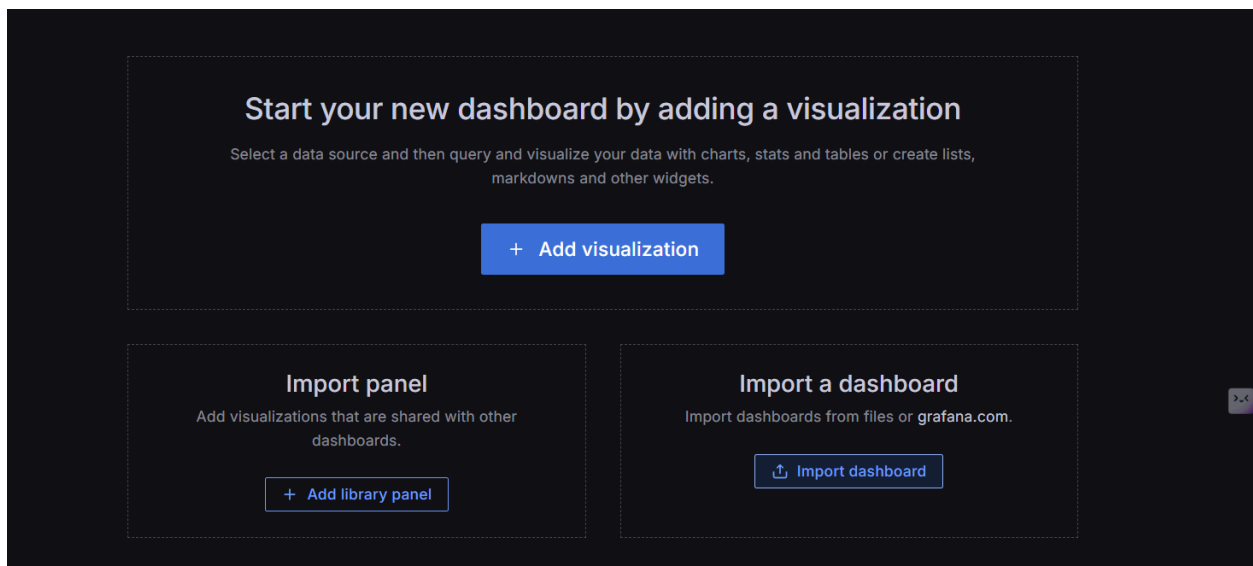 Start your new dashboard by adding a visualization
Select a data source and then query and visualize your data with charts, stats and tables or create lists,
markdowns and other widgets.
+ Add visualization
Import panel
Add visualizations that are shared with other
dashboards.
+ Add library panel
Import a dashboard
Import dashboards from files or grafana.com.
Import dashboard